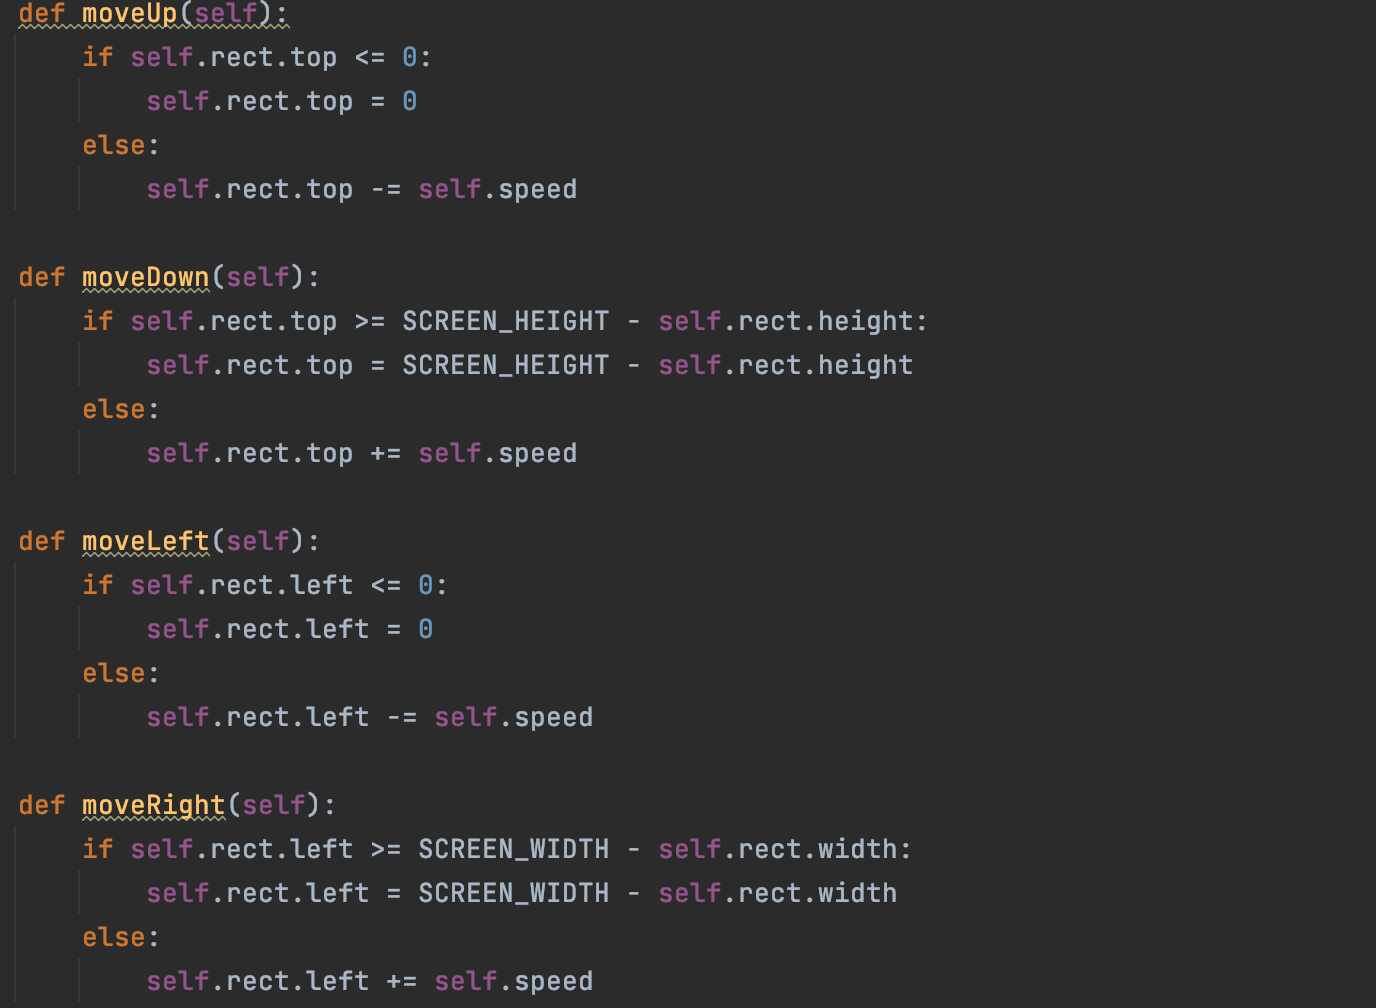 def moveUp(self):
    if self.rect.top <= 0:
        self.rect.top = 0
    else:
        self.rect.top -= self.speed

def moveDown(self):
    if self.rect.top >= SCREEN_HEIGHT - self.rect.height:
        self.rect.top = SCREEN_HEIGHT - self.rect.height
    else:
        self.rect.top += self.speed

def moveLeft(self):
    if self.rect.left <= 0:
        self.rect.left = 0
    else:
        self.rect.left -= self.speed

def moveRight(self):
    if self.rect.left >= SCREEN_WIDTH - self.rect.width:
        self.rect.left = SCREEN_WIDTH - self.rect.width
    else:
        self.rect.left += self.speed